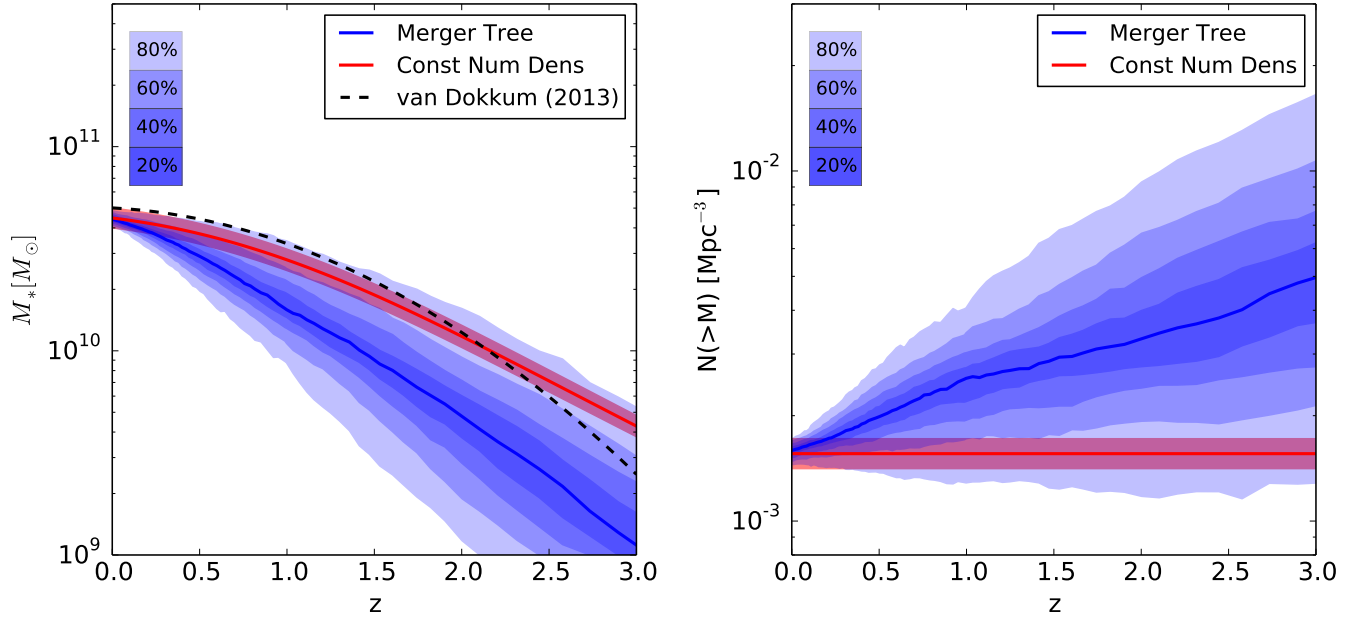 80%
60%
40%
20%
Merger Tree
Const Num Dens
van Dokkum (2013)
10^11
10^10
10^9
M_*[M_⊙]
0.0 0.5 1.0 1.5 2.0 2.5 3.0
z
80%
60%
40%
20%
Merger Tree
Const Num Dens
10^-2
10^-3
N(>M) [Mpc^−3]
0.0 0.5 1.0 1.5 2.0 2.5 3.0
z